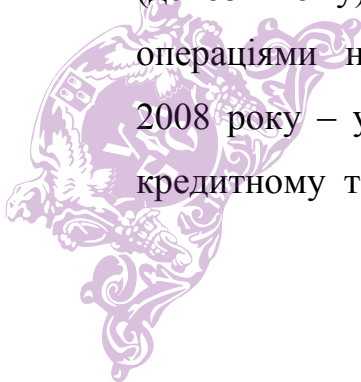 операціями н
2008 року – у
кредитному т